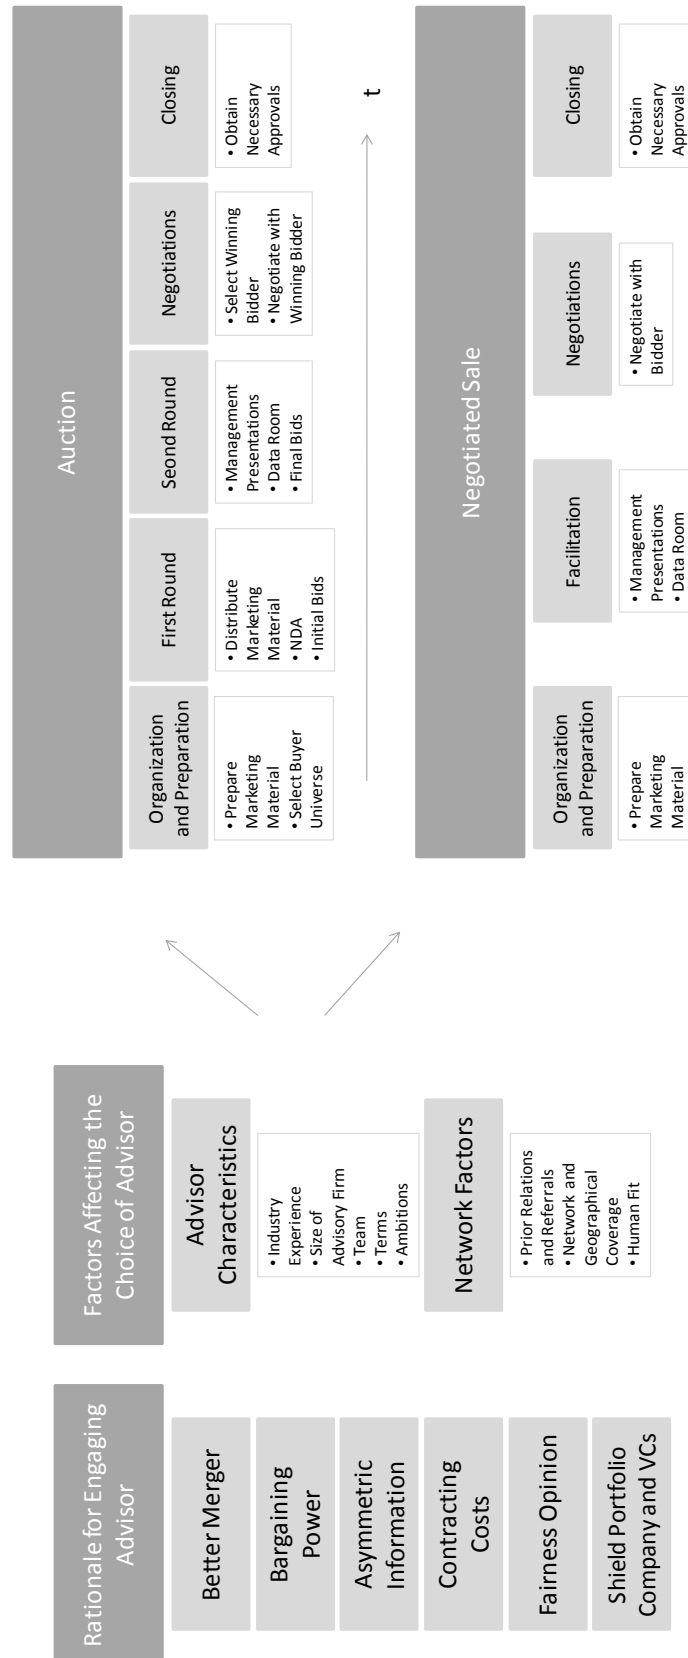 Rationale for Engaging
Advisor
Better Merger
Bargaining
Power
Asymmetric
Information
Contracting
Costs
Fairness Opinion
Shield Portfolio
Company and VCs
Factors Affecting the
Choice of Advisor
Advisor
Characteristics
• Industry
Experience
• Size of
Advisory Firm
• Team
• Terms
• Ambitions
Network Factors
• Prior Relations
and Referrals
• Network and
Geographical
Coverage
• Human Fit
Auction
Organization
and Preparation
• Prepare
Marketing
Material
• Select Buyer
Universe
First Round
• Distribute
Marketing
Material
• NDA
• Initial Bids
Seond Round
• Management
Presentations
• Data Room
• Final Bids
Negotiations
• Select Winning
Bidder
• Negotiate with
Winning Bidder
Closing
• Obtain
Necessary
Approvals
t
Negotiated Sale
Organization
and Preparation
• Prepare
Marketing
Material
Facilitation
• Management
Presentations
• Data Room
Negotiations
• Negotiate with
Bidder
Closing
• Obtain
Necessary
Approvals